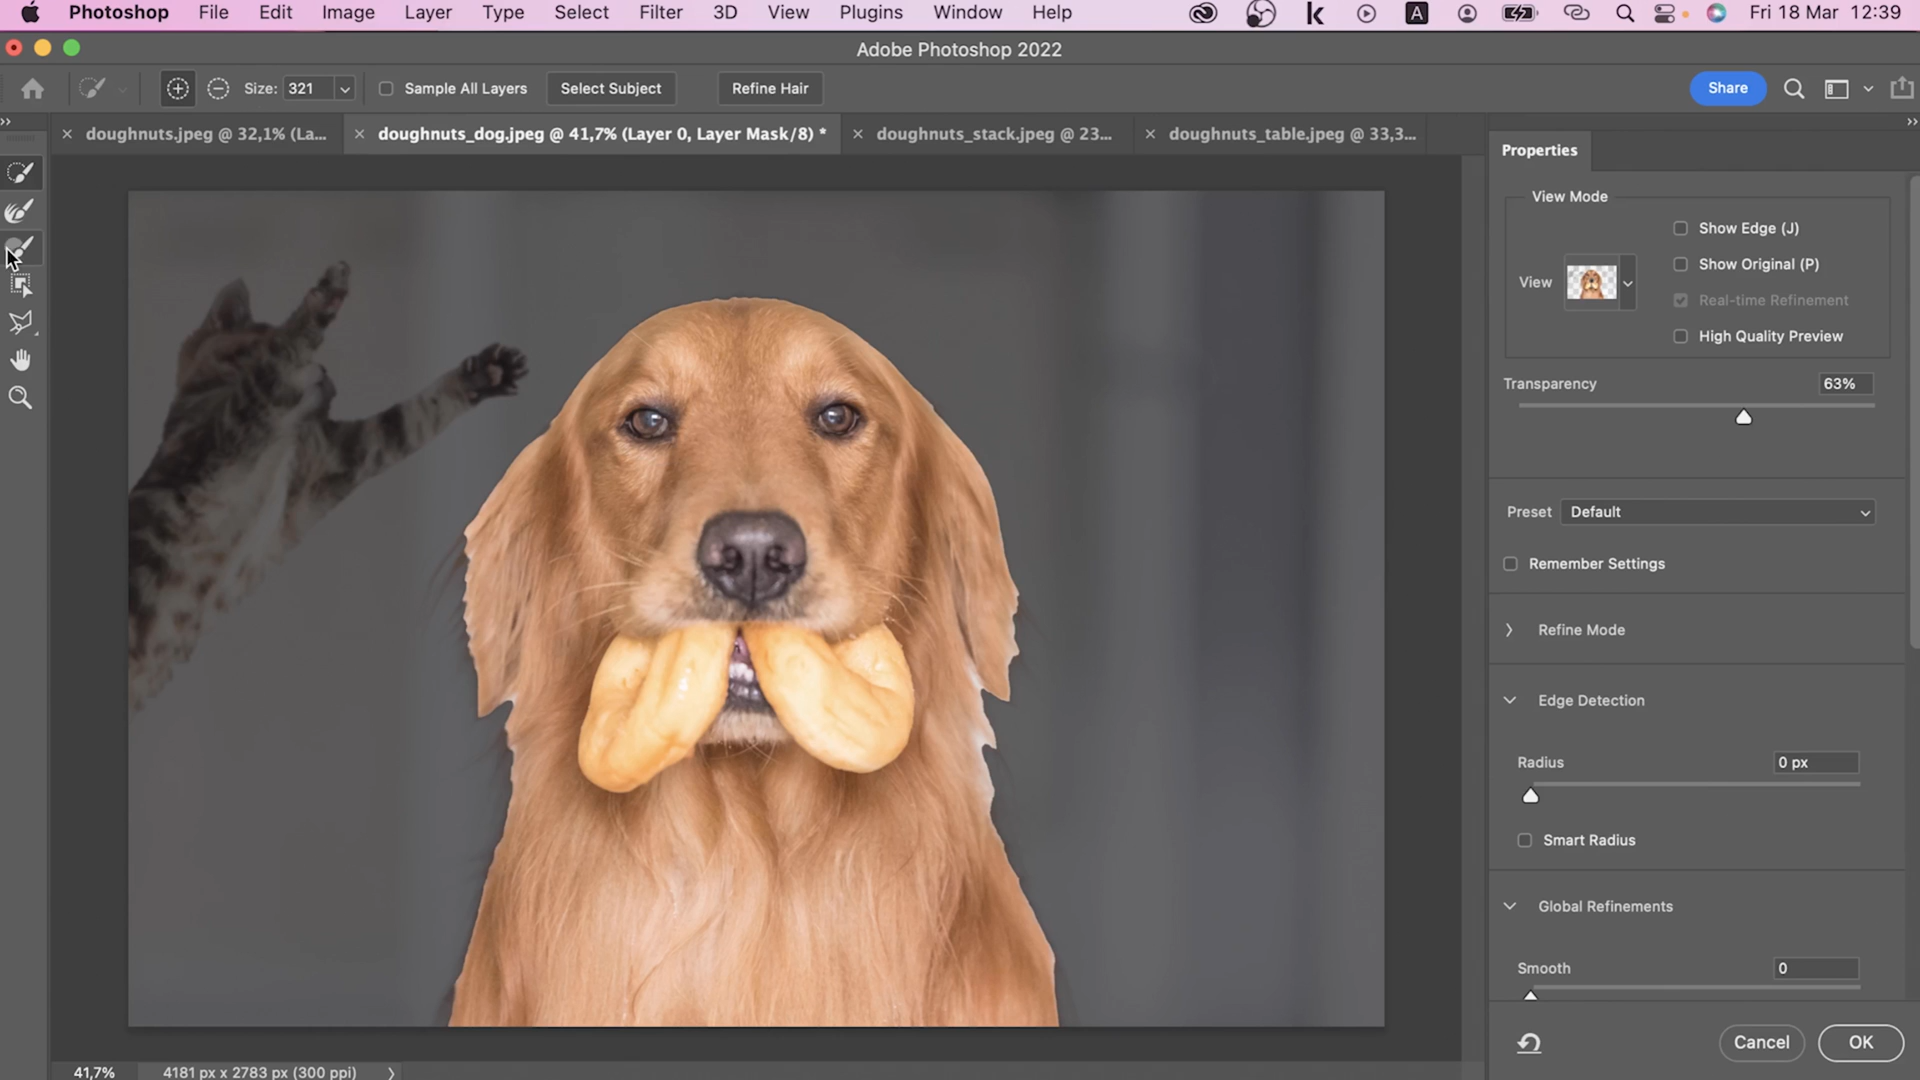 Photoshop File Edit Image Layer Type Select Filter 3D View Plugins Window Help A Fri 18 Mar 12:39
Adobe Photoshop 2022
Size: 321 Sample All Layers Select Subject Refine Hair Share
doughnuts.jpeg @ 32,1% (La... doughnuts_dog.jpeg @ 41,7% (Layer 0, Layer Mask/8) * doughnuts_stack.jpeg @ 23... doughnuts_table.jpeg @ 33,3...
Properties
View Mode
Show Edge (J)
View
Show Original (P)
Real-time Refinement
High Quality Preview
Transparency 63%
Preset Default
Remember Settings
Refine Mode
Edge Detection
Radius 0 px
Smart Radius
Global Refinements
Smooth 0
Cancel OK
41,7% 4181 px x 2783 px (300 ppi)